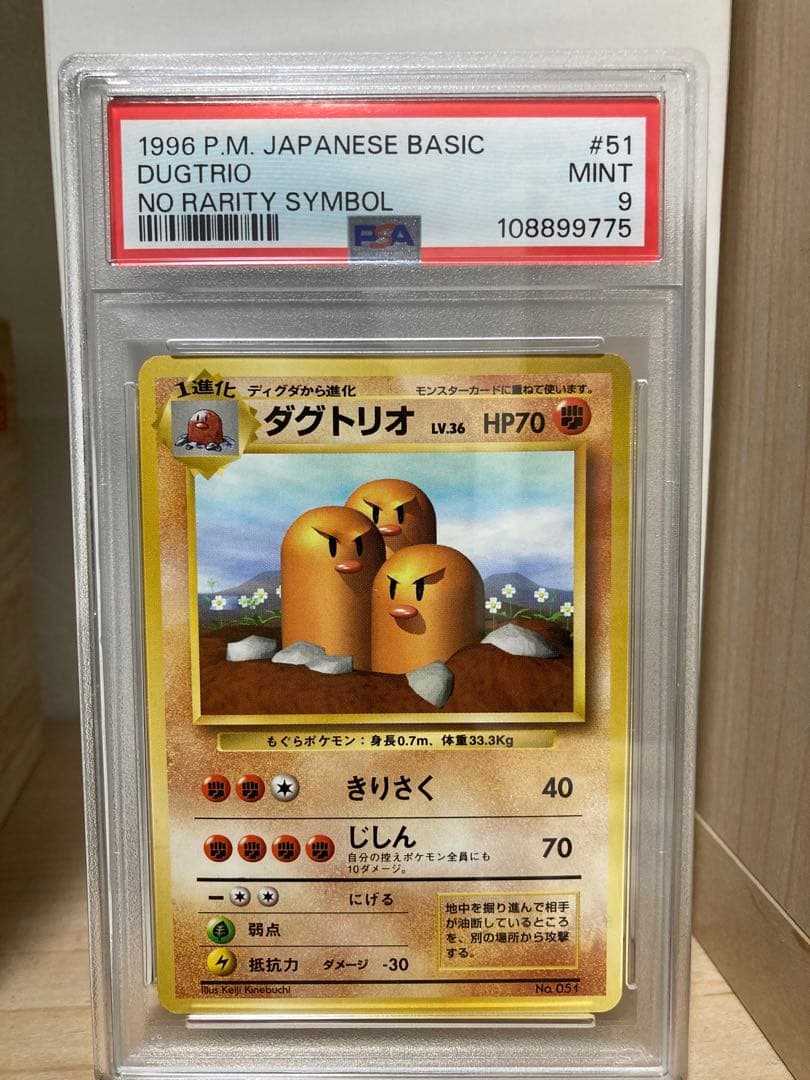 1996 P.M. JAPANESE BASIC #51
DUGTRIO MINT
NO RARITY SYMBOL 9
PSA 108899775
1進化 ディグダから進化 モンスターカードに重ねて使います。
ダグトリオ LV.36 HP70
もぐらポケモン：身長0.7m、体重33.3Kg
きりさく 40
じしん 70
自分の控えポケモン全員にも
10ダメージ。
にげる
弱点
抵抗力 ダメージ -30
地中を掘り進んで相手
が油断しているところ
を、別の場所から攻撃
する。
Illus Keiji Kinebuchi No.051